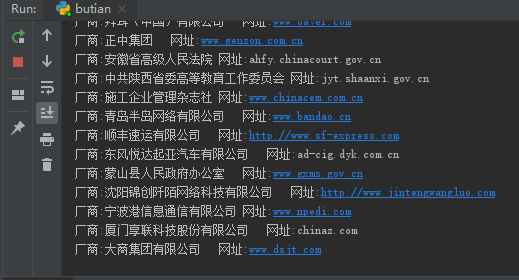 Run: butian
厂商:拜耳（中国）有限公司 网址:www.bayer.com
厂商:正中集团 网址:www.genzon.com.cn
厂商:安徽省高级人民法院 网址:ahfy.chinacourt.gov.cn
厂商:中共陕西省委高等教育工作委员会 网址:jyt.shaanxi.gov.cn
厂商:施工企业管理杂志社 网址:www.chinacem.com.cn
厂商:青岛半岛网络有限公司 网址:www.bandao.cn
厂商:顺丰速运有限公司 网址:http://www.sf-express.com
厂商:东风悦达起亚汽车有限公司 网址:ad-cig.dyk.com.cn
厂商:蒙山县人民政府办公室 网址:www.gxms.gov.cn
厂商:沈阳锦创阡陌网络科技有限公司 网址:http://www.jintengwangluo.com
厂商:宁波港信息通信有限公司 网址:www.npedi.com
厂商:厦门享联科技股份有限公司 网址:chinaz.com
厂商:大商集团有限公司 网址:www.dsjt.com